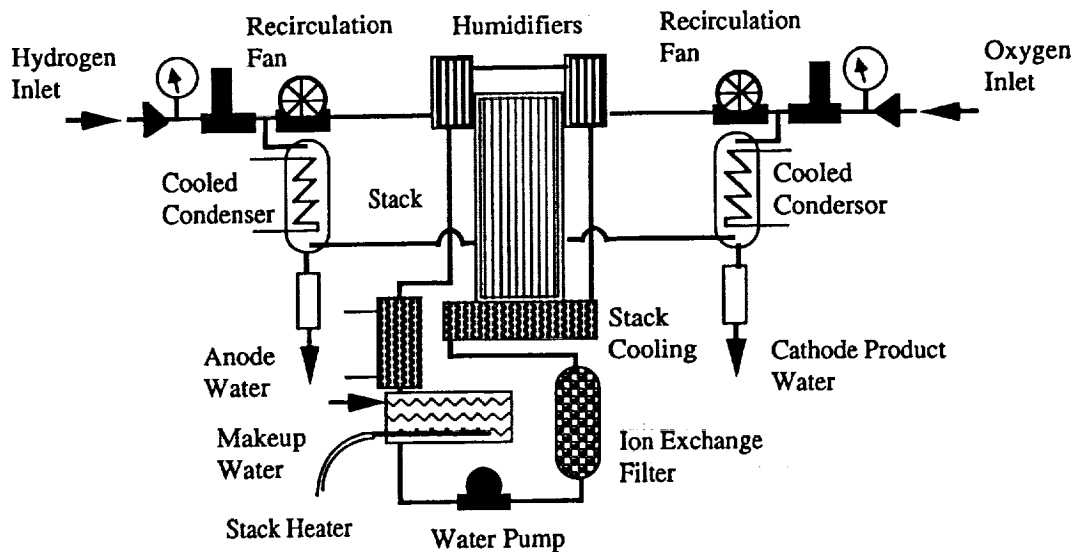 Recirculation
Fan
Humidifiers
Recirculation
Fan
Hydrogen
Inlet
Oxygen
Inlet
Cooled
Condenser
Stack
Cooled
Condersor
Stack
Cooling
Anode
Water
Cathode Product
Water
Makeup
Water
Ion Exchange
Filter
Stack Heater
Water Pump